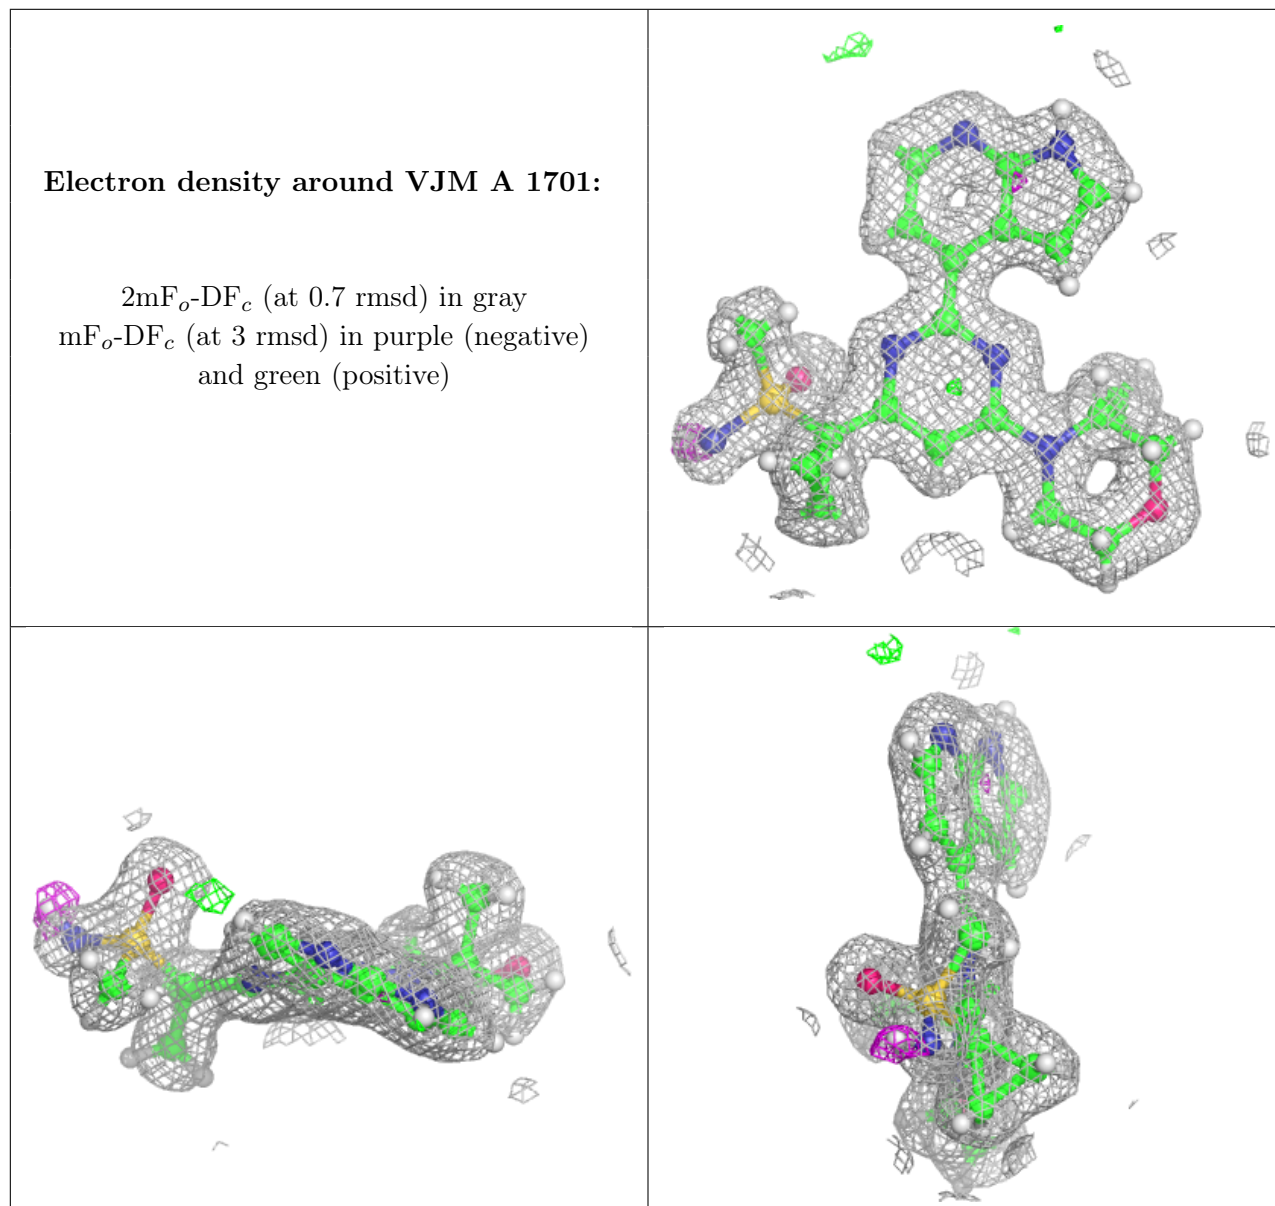 Electron density around VJM A 1701:
2mFo-DFc (at 0.7 rmsd) in gray
mFo-DFc (at 3 rmsd) in purple (negative)
and green (positive)